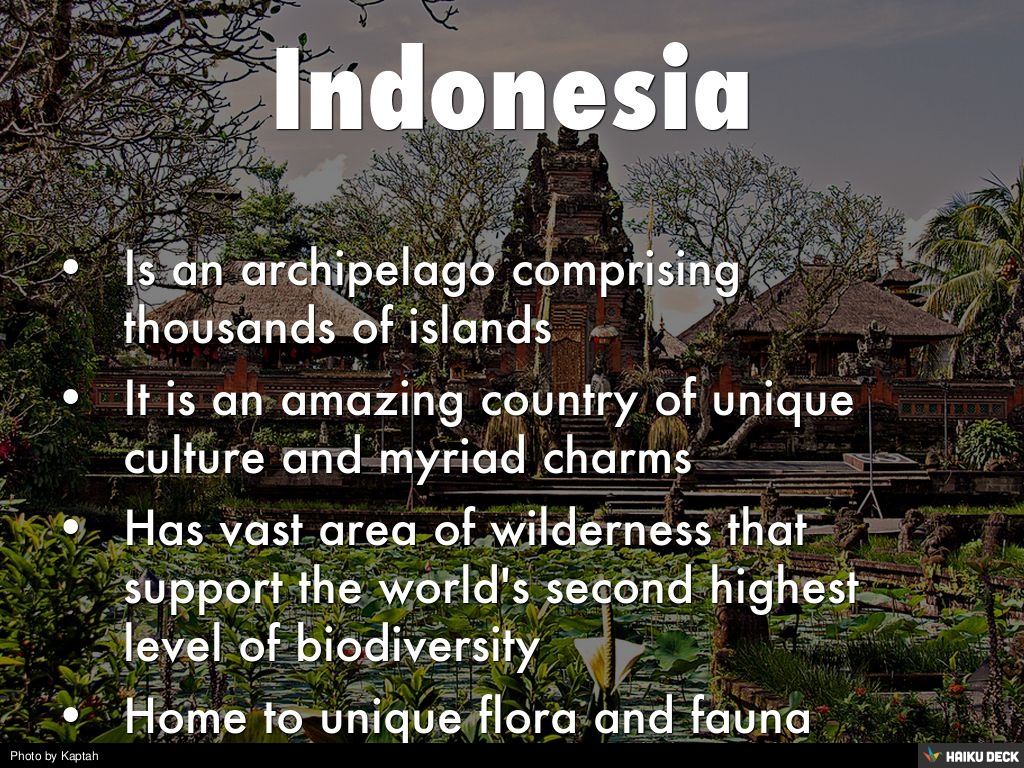 Indonesia
• Is an archipelago comprising
thousands of islands
• It is an amazing country of unique
culture and myriad charms
• Has vast area of wilderness that
support the world's second highest
level of biodiversity
• Home to unique flora and fauna
Photo by Kaptah
HAIKU DECK